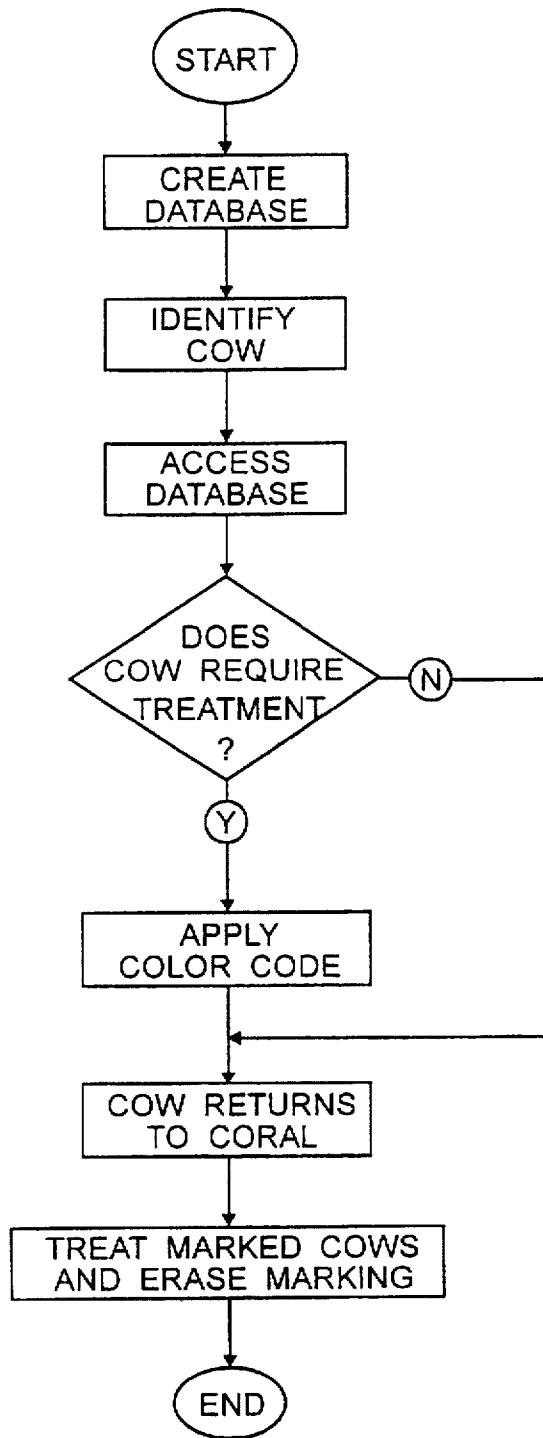 START
CREATE
DATABASE
IDENTIFY
COW
ACCESS
DATABASE
DOES
COW REQUIRE
TREATMENT
?
N
Y
APPLY
COLOR CODE
COW RETURNS
TO CORAL
TREAT MARKED COWS
AND ERASE MARKING
END